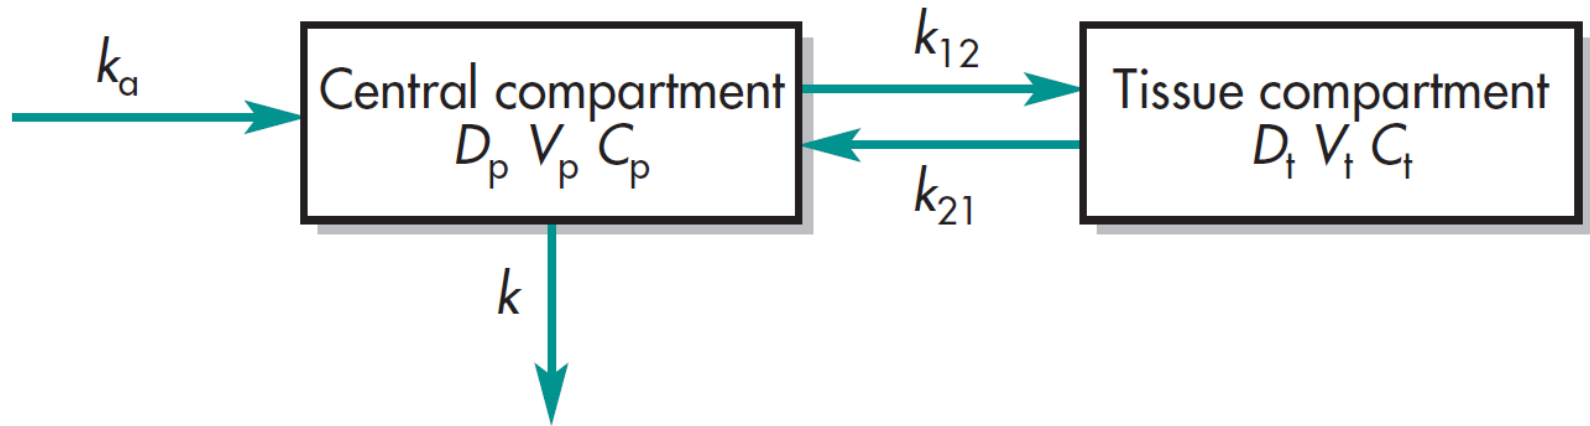 kₐ
Central compartment
Dₚ Vₚ Cₚ
k₁₂
k₂₁
Tissue compartment
Dₜ Vₜ Cₜ
k